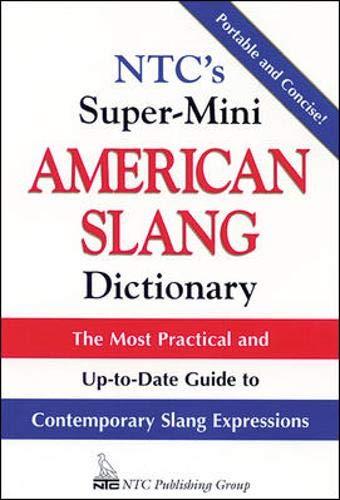 Portable and Concise!
NTC's
Super-Mini
AMERICAN
SLANG
Dictionary
The Most Practical and
Up-to-Date Guide to
Contemporary Slang Expressions
NTC NTC Publishing Group